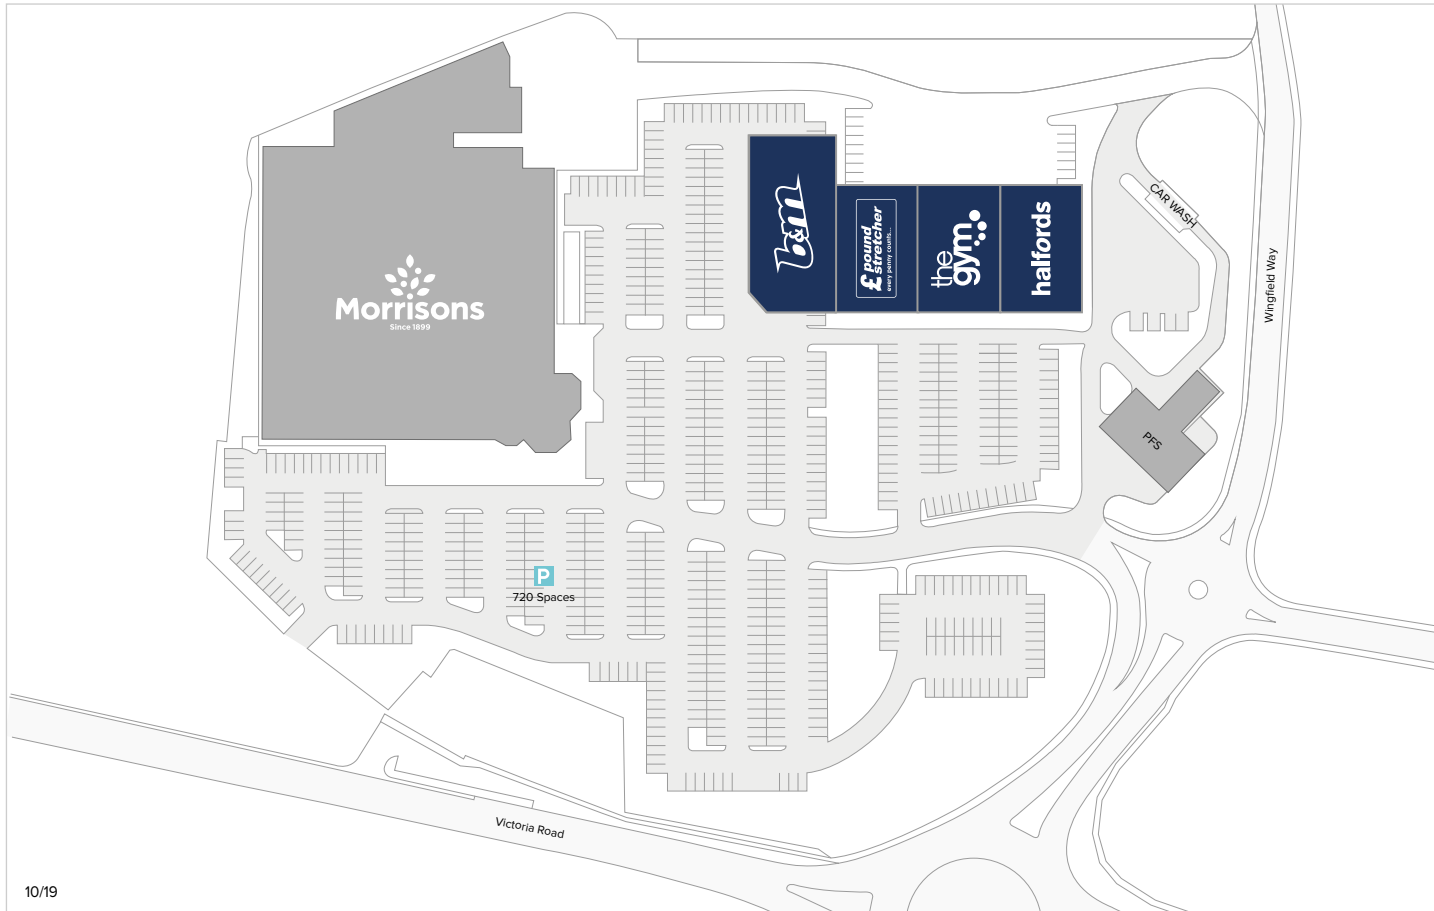 Morrisons
Since 1899
b&m
£ pound
stretcher
every penny counts...
the
gym
halfords
CAR WASH
Wingfield Way
PFS
P
720 Spaces
Victoria Road
10/19